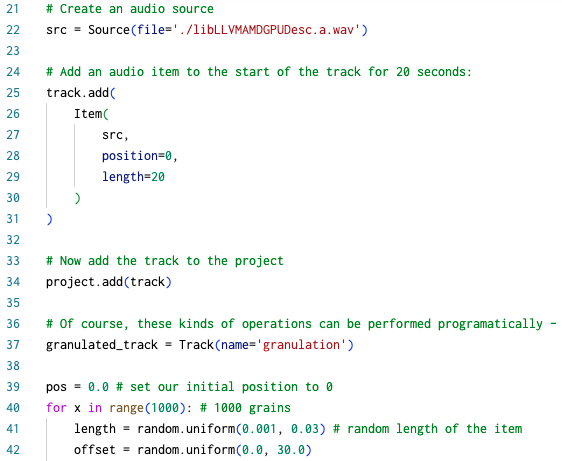 21 # Create an audio source
22 src = Source(file='./libLLVMAMDGPUDesc.a.wav')
23
24 # Add an audio item to the start of the track for 20 seconds:
25 track.add(
26     Item(
27         src,
28         position=0,
29         length=20
30     )
31 )
32
33 # Now add the track to the project
34 project.add(track)
35
36 # Of course, these kinds of operations can be performed programatically -
37 granulated_track = Track(name='granulation')
38
39 pos = 0.0 # set our initial position to 0
40 for x in range(1000): # 1000 grains
41     length = random.uniform(0.001, 0.03) # random length of the item
42     offset = random.uniform(0.0, 30.0)